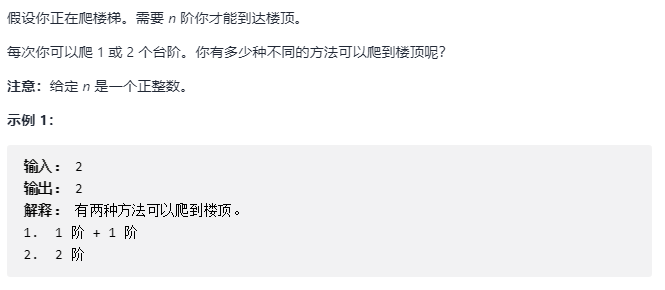 假设你正在爬楼梯。需要 n 阶你才能到达楼顶。
每次你可以爬 1 或 2 个台阶。你有多少种不同的方法可以爬到楼顶呢？
注意：给定 n 是一个正整数。
示例 1：
输入： 2
输出： 2
解释： 有两种方法可以爬到楼顶。
1. 1 阶 + 1 阶
2. 2 阶